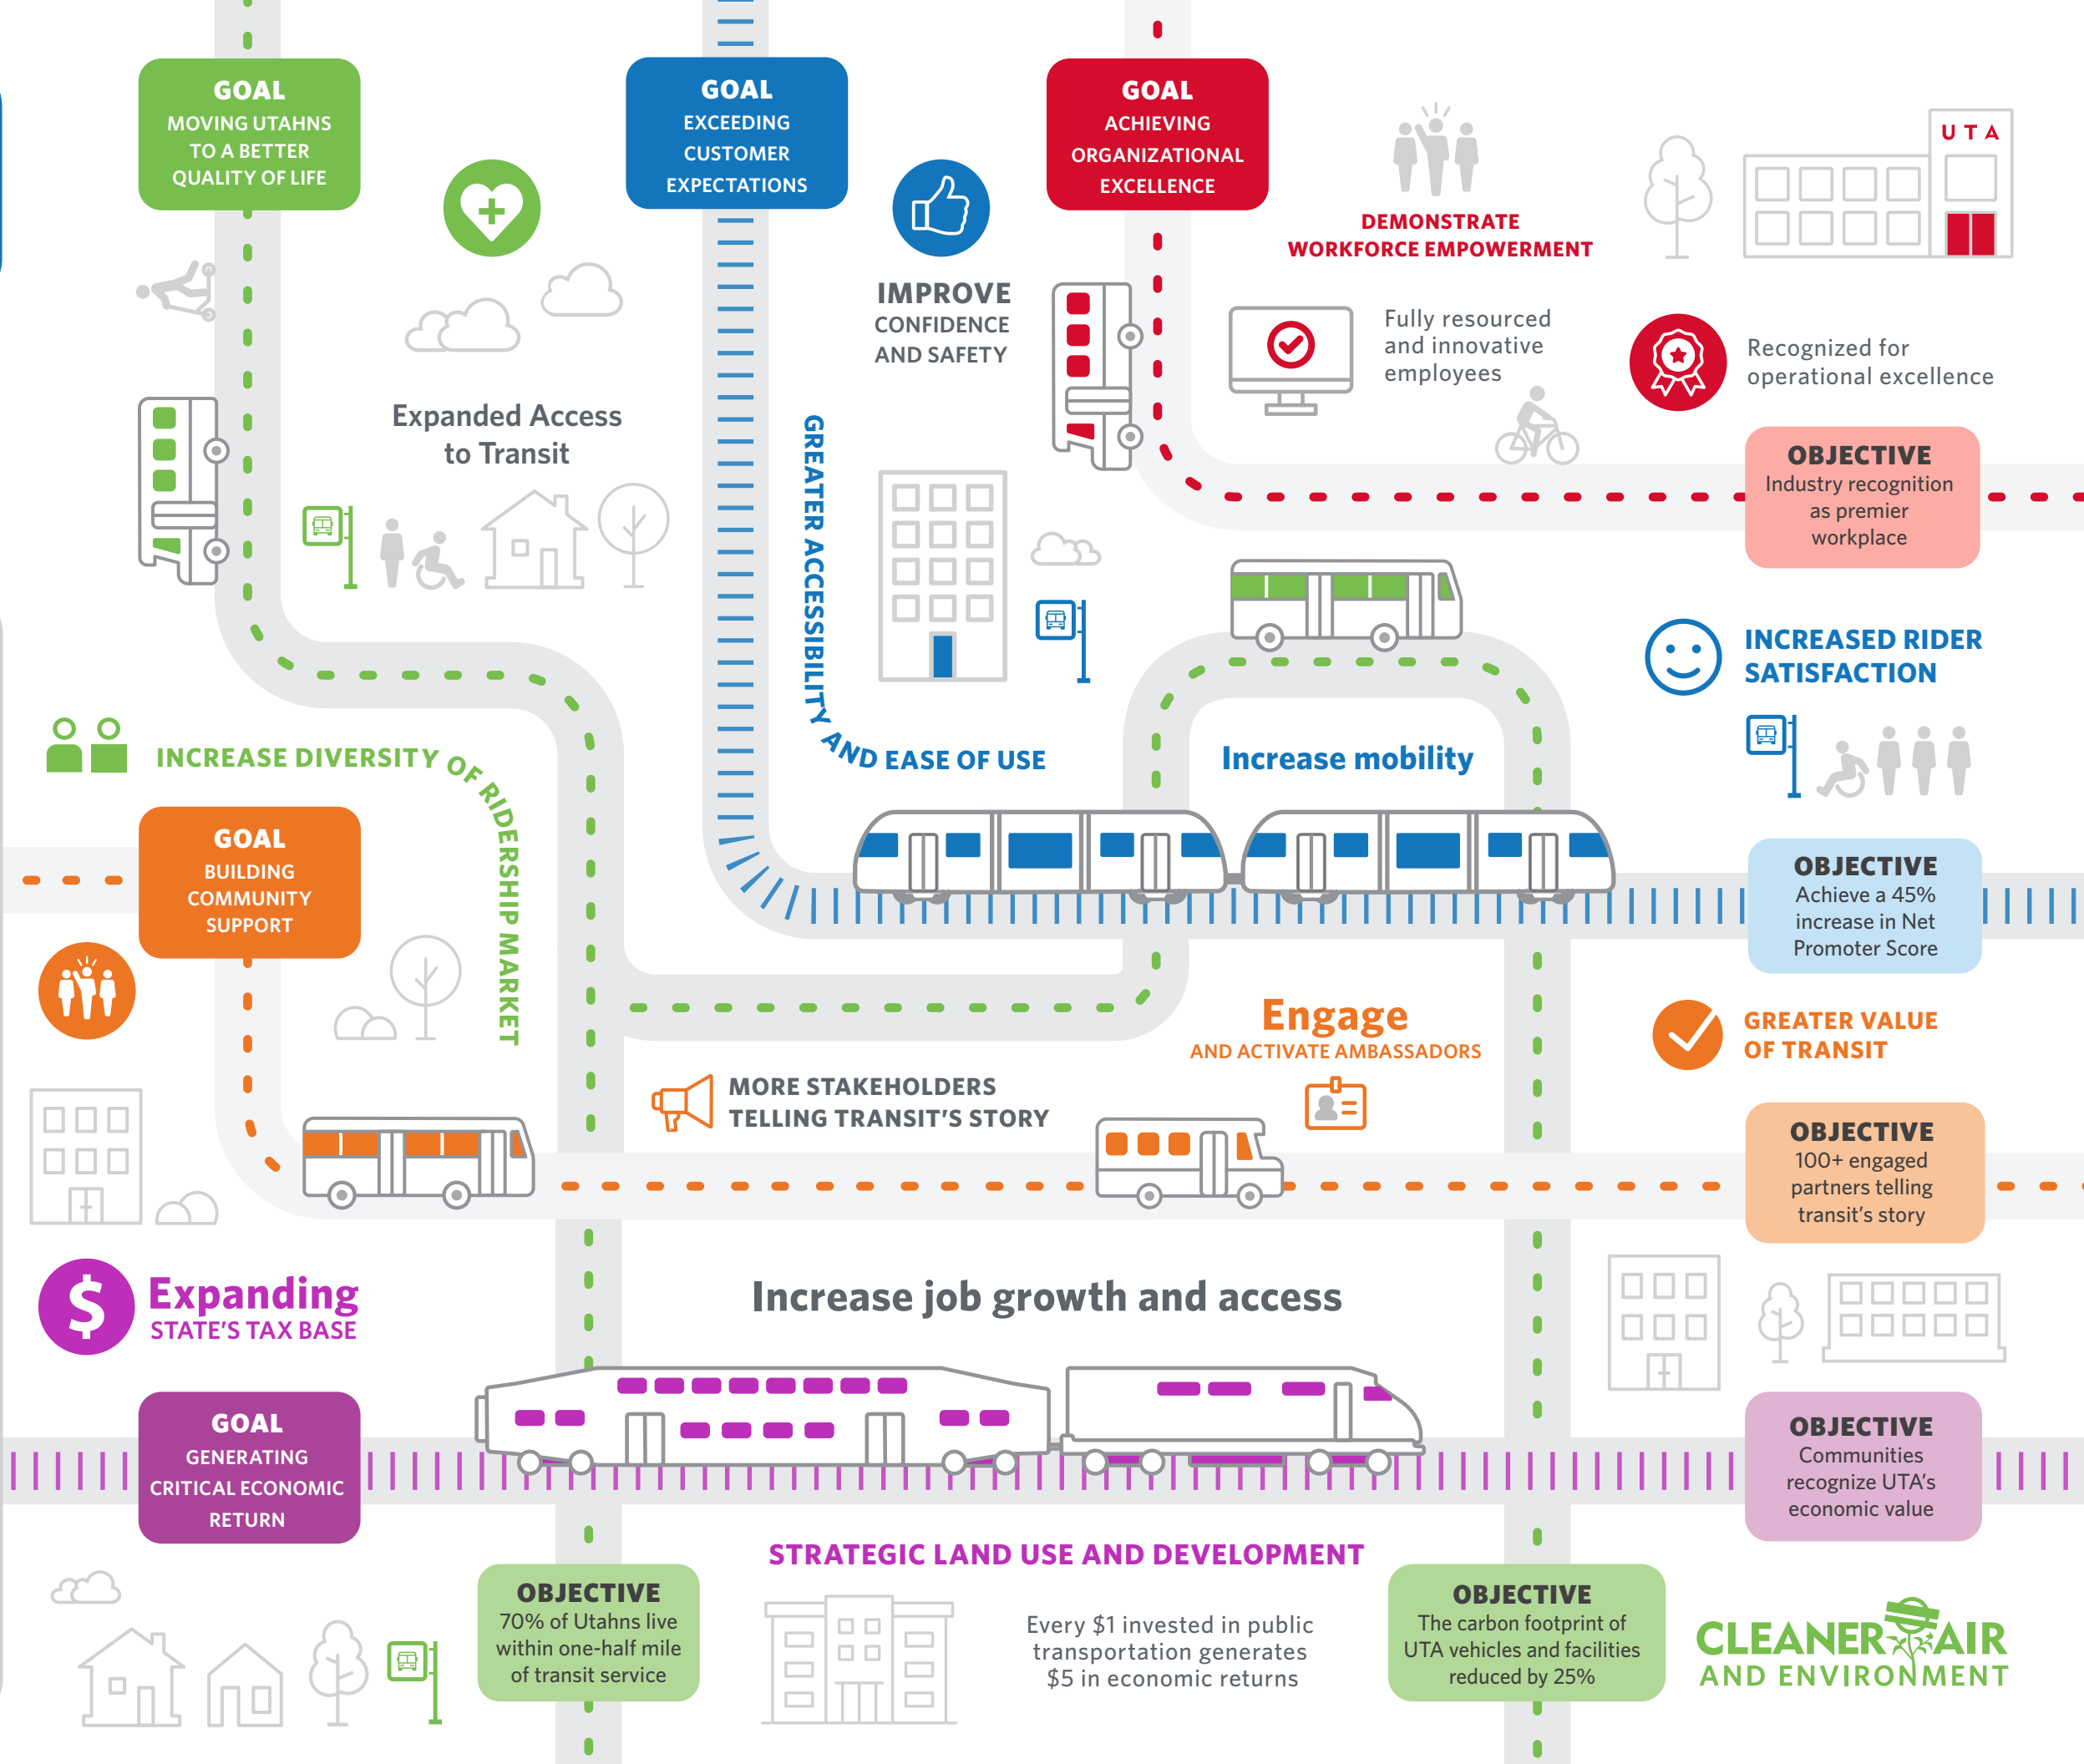 GOAL
MOVING UTAHNS
TO A BETTER
QUALITY OF LIFE
GOAL
EXCEEDING
CUSTOMER
EXPECTATIONS
GOAL
ACHIEVING
ORGANIZATIONAL
EXCELLENCE
DEMONSTRATE
WORKFORCE EMPOWERMENT
UTA
IMPROVE
CONFIDENCE
AND SAFETY
Fully resourced
and innovative
employees
Recognized for
operational excellence
Expanded Access
to Transit
GREATER ACCESSIBILITY AND EASE OF USE
OBJECTIVE
Industry recognition
as premier
workplace
INCREASED RIDER
SATISFACTION
INCREASE DIVERSITY OF RIDERSHIP MARKET
Increase mobility
GOAL
BUILDING
COMMUNITY
SUPPORT
OBJECTIVE
Achieve a 45%
increase in Net
Promoter Score
Engage
AND ACTIVATE AMBASSADORS
GREATER VALUE
OF TRANSIT
MORE STAKEHOLDERS
TELLING TRANSIT'S STORY
OBJECTIVE
100+ engaged
partners telling
transit's story
Expanding
STATE'S TAX BASE
$
Increase job growth and access
GOAL
GENERATING
CRITICAL ECONOMIC
RETURN
OBJECTIVE
Communities
recognize UTA's
economic value
STRATEGIC LAND USE AND DEVELOPMENT
OBJECTIVE
70% of Utahns live
within one-half mile
of transit service
Every $1 invested in public
transportation generates
$5 in economic returns
OBJECTIVE
The carbon footprint of
UTA vehicles and facilities
reduced by 25%
CLEANER AIR
AND ENVIRONMENT